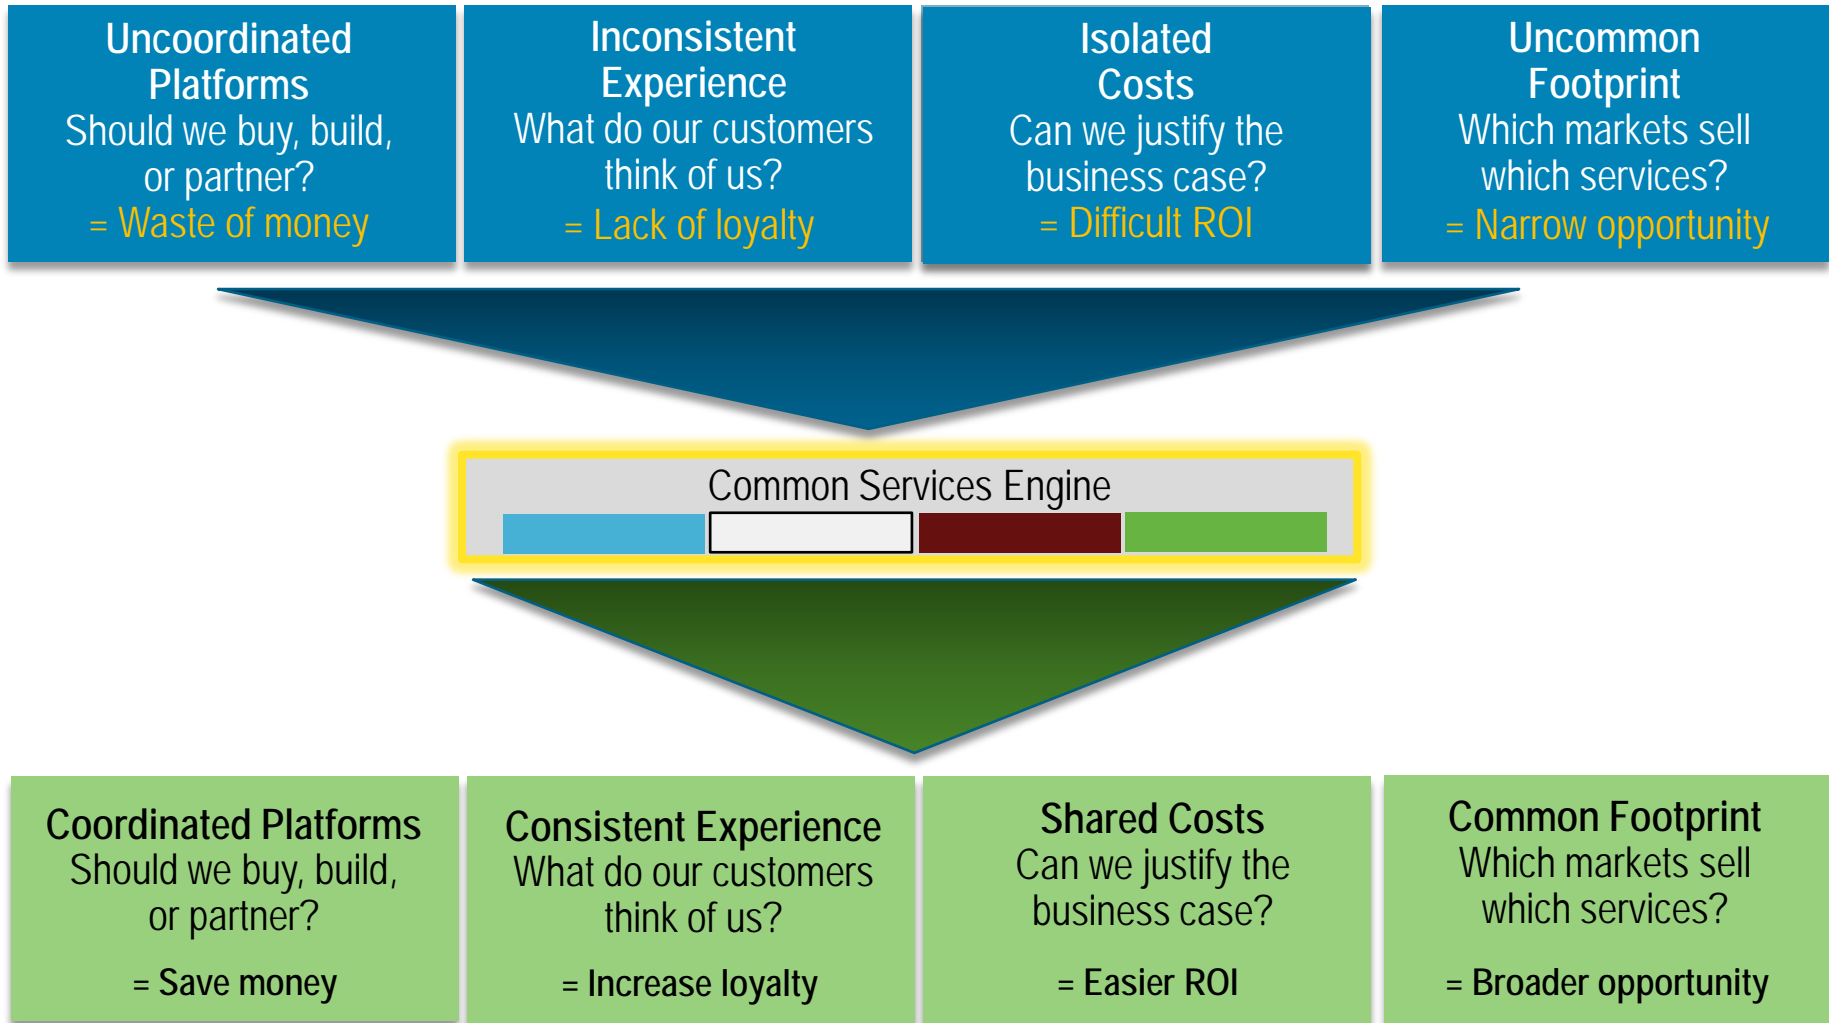 Uncoordinated
Platforms
Should we buy, build,
or partner?
= Waste of money
Inconsistent
Experience
What do our customers
think of us?
= Lack of loyalty
Isolated
Costs
Can we justify the
business case?
= Difficult ROI
Uncommon
Footprint
Which markets sell
which services?
= Narrow opportunity
Common Services Engine
Coordinated Platforms
Should we buy, build,
or partner?
= Save money
Consistent Experience
What do our customers
think of us?
= Increase loyalty
Shared Costs
Can we justify the
business case?
= Easier ROI
Common Footprint
Which markets sell
which services?
= Broader opportunity